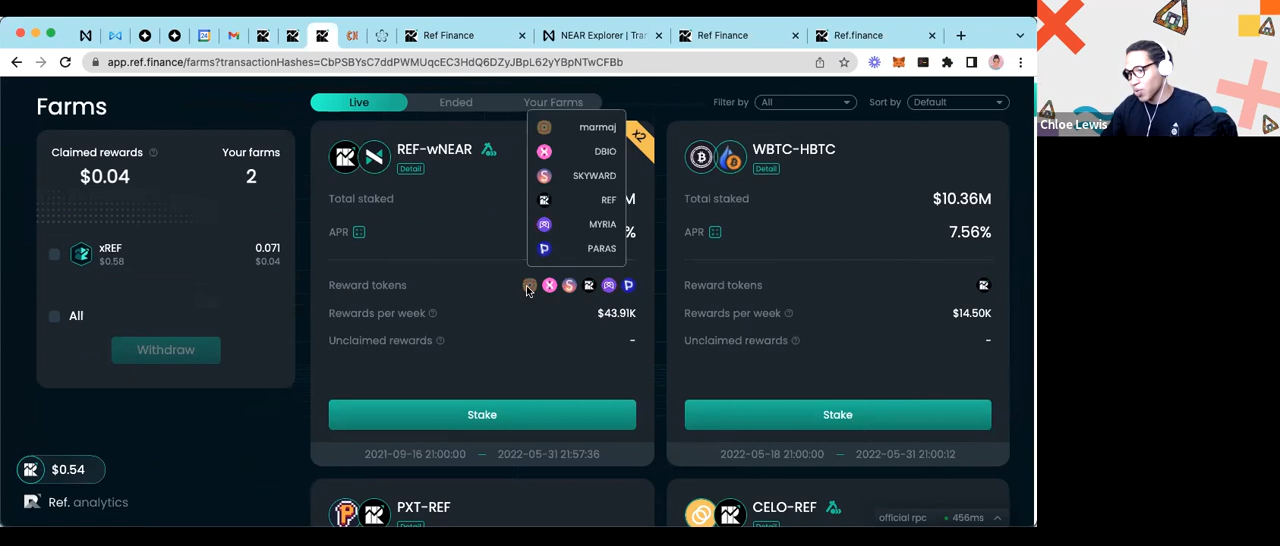 Ref Finance
NEAR Explorer | Tra
Ref Finance
Ref.finance
app.ref.finance/farms?transactionHashes=CbPSBYsC7ddPWMUqcEC3HdQ6DZyJBpL62yYBpNTwCFBb
Chloe Lewis
Farms
Live
Ended
Your Farms
Filter by
All
Sort by
Default
Claimed rewards
Your farms
$0.04
2
xREF
0.071
$0.58
$0.04
All
Withdraw
$0.54
Ref. analytics
REF-wNEAR
Detail
X2
Total staked
M
APR
%
marmaj
DBIO
SKYWARD
REF
MYRIA
PARAS
Reward tokens
Rewards per week
$43.91K
Unclaimed rewards
-
Stake
2021-09-16 21:00:00 — 2022-05-31 21:57:36
WBTC-HBTC
Detail
Total staked
$10.36M
APR
7.56%
Reward tokens
Rewards per week
$14.50K
Unclaimed rewards
-
Stake
2022-05-18 21:00:00 — 2022-05-31 21:00:12
PXT-REF
Detail
CELO-REF
Detail
official rpc
456ms